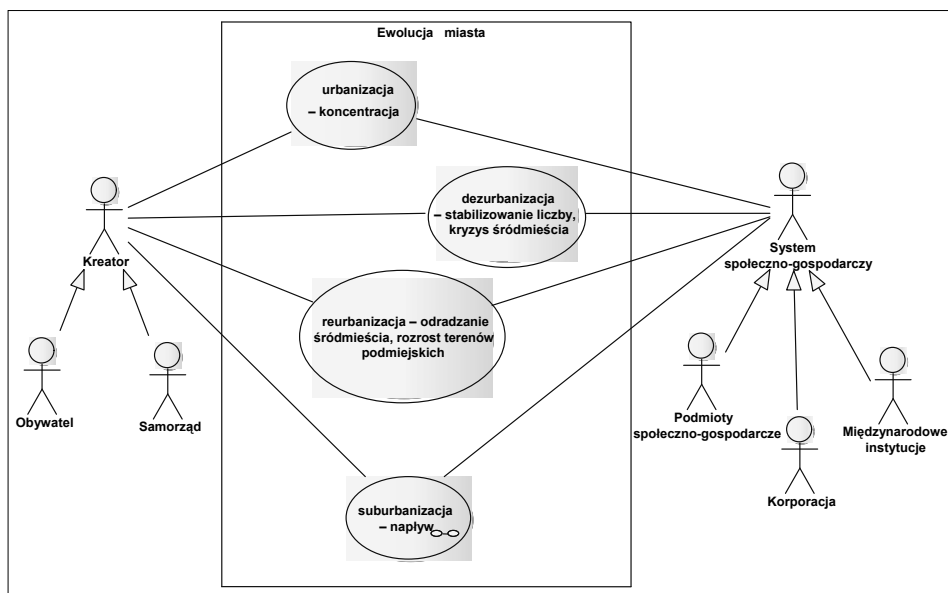 Ewolucja miasta
urbanizacja
– koncentracja
dezurbanizacja
– stabilizowanie liczby,
kryzys śródmieścia
Kreator
System
społeczno-gospodarczy
reurbanizacja – odradzanie
śródmieścia, rozrost terenów
podmiejskich
Obywatel
Samorząd
Podmioty
społeczno-gospodarcze
Międzynarodowe
instytucje
Korporacja
suburbanizacja
– napływ